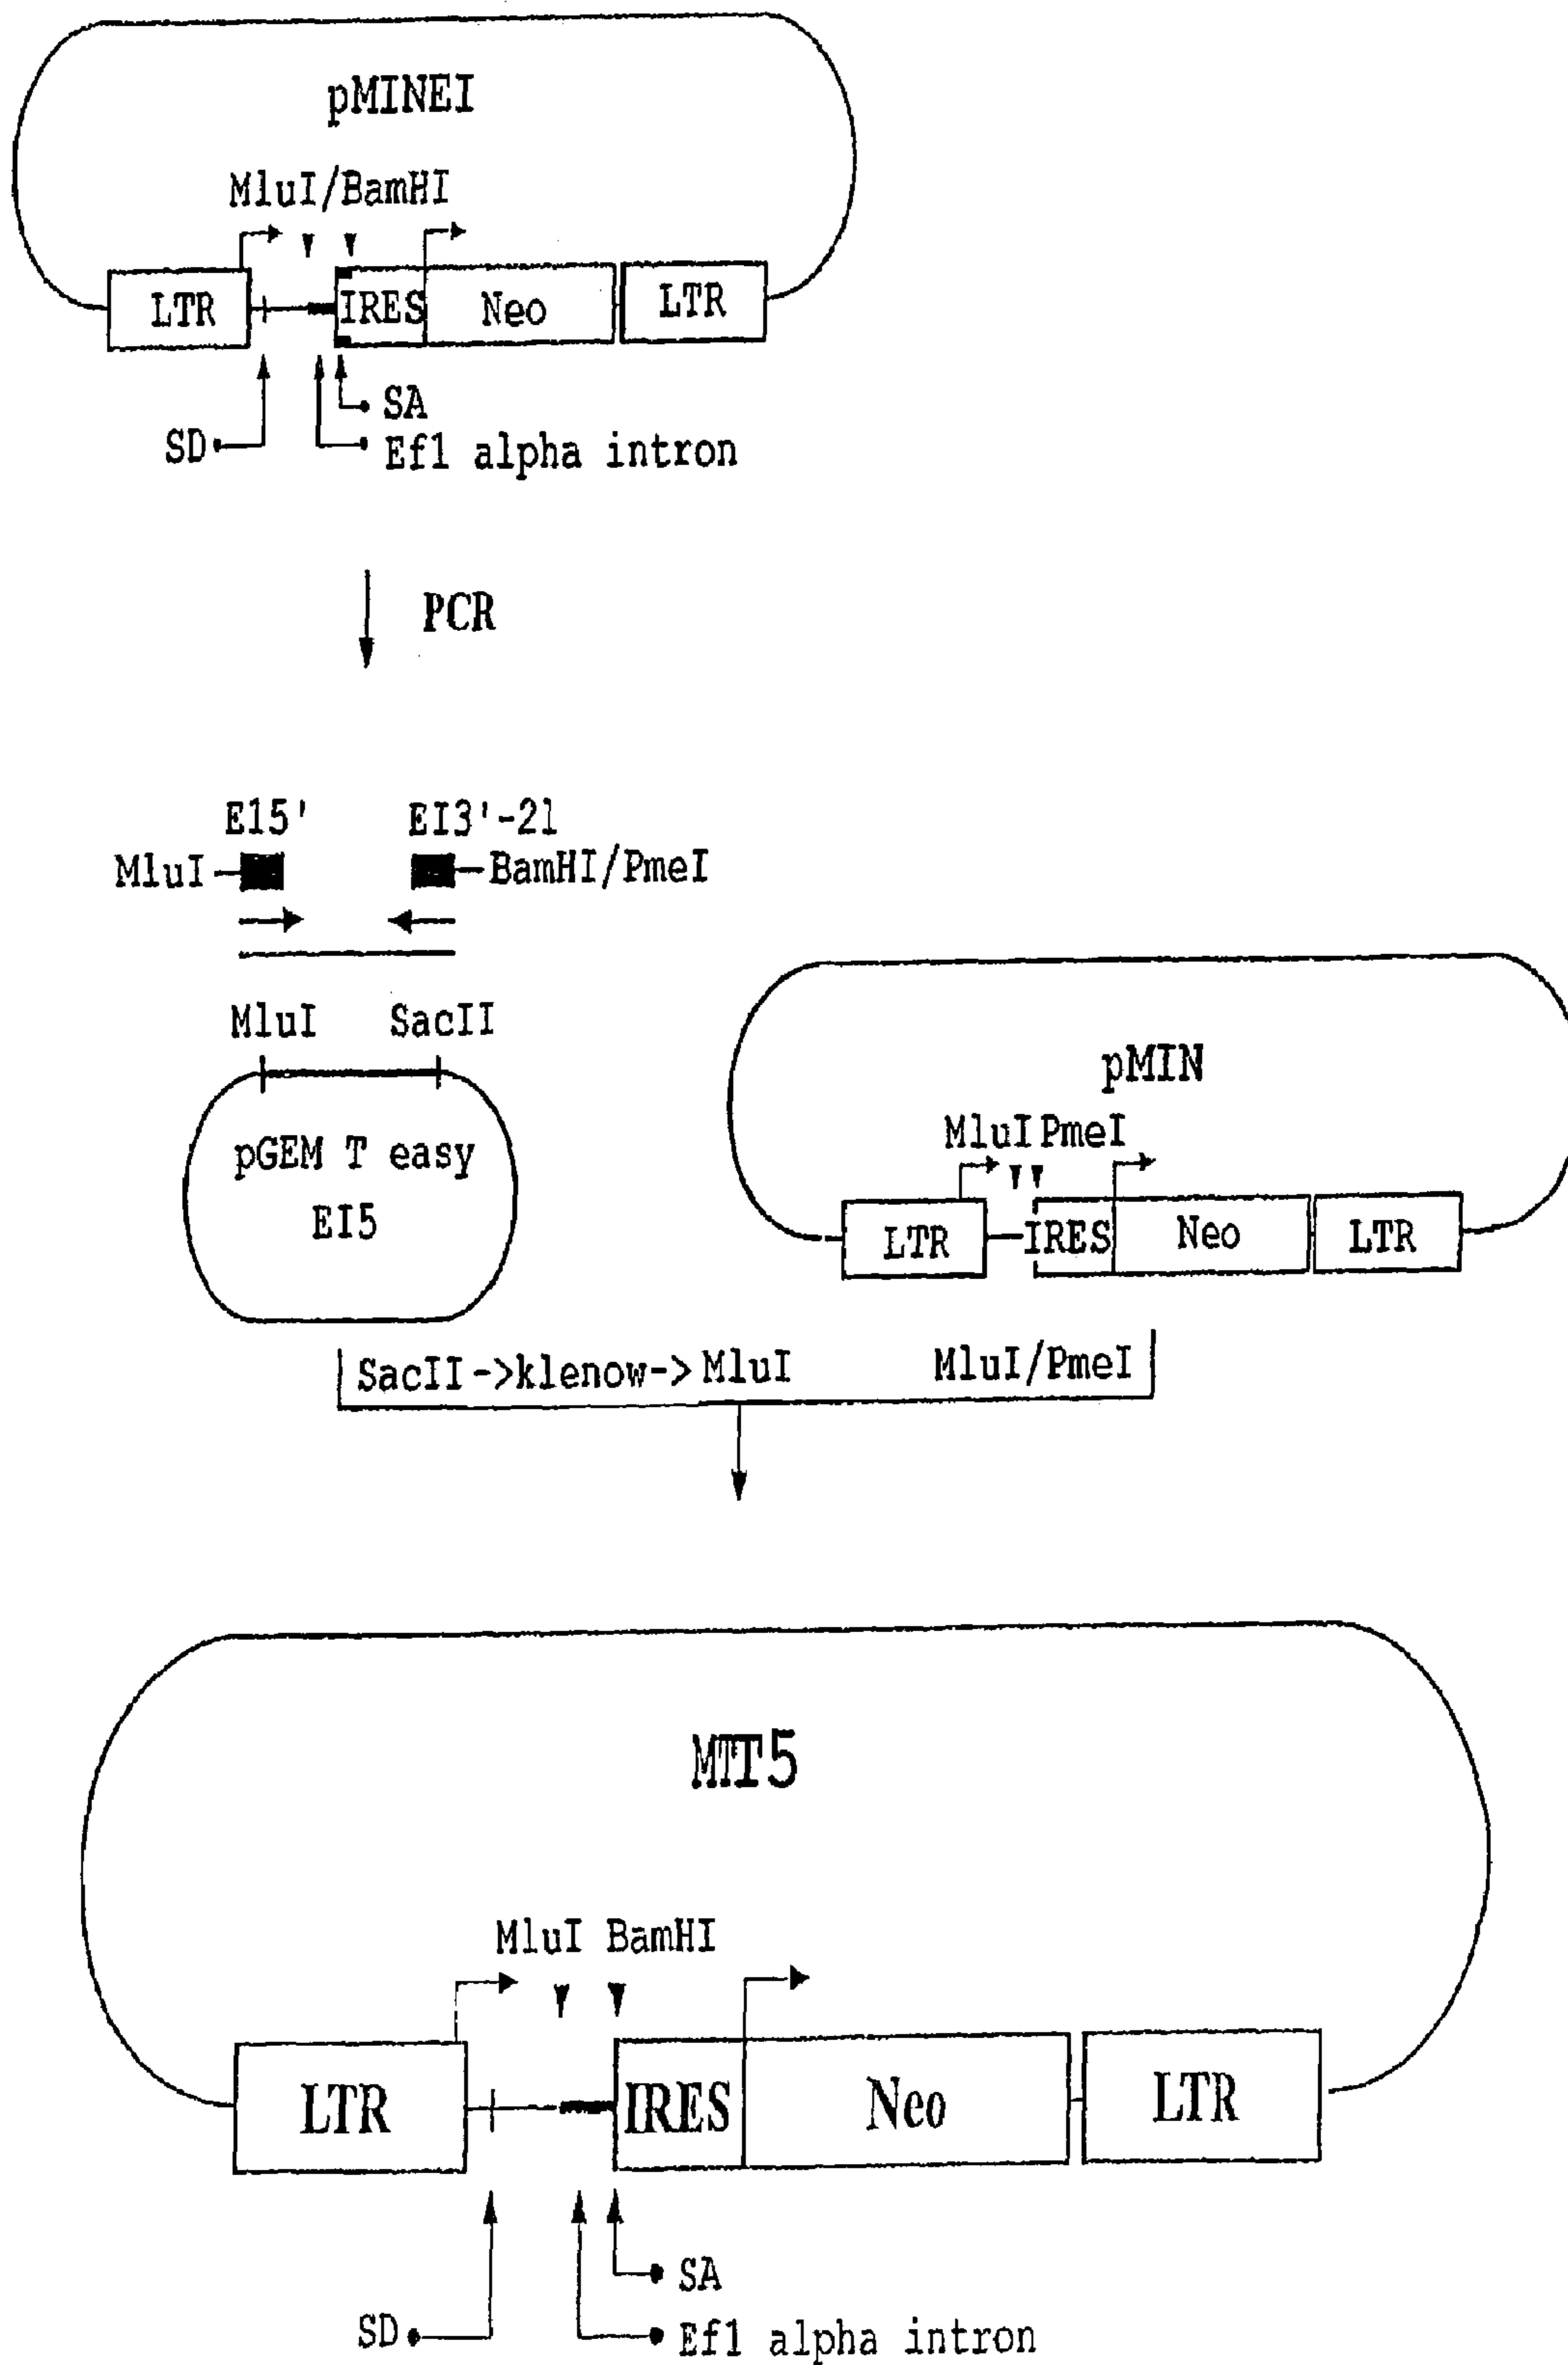 pMINEI
MluI/BamHI
LTR IRES Neo LTR
SA
SD Ef1 alpha intron
PCR
E15' EI3'-21
MluI BamHI/PmeI
MluI SacII
pGEM T easy
EI5
pMIN
MluI PmeI
LTR IRES Neo LTR
SacII->klenow->MluI MluI/PmeI
MTT5
MluI BamHI
LTR IRES Neo LTR
SA
SD Ef1 alpha intron